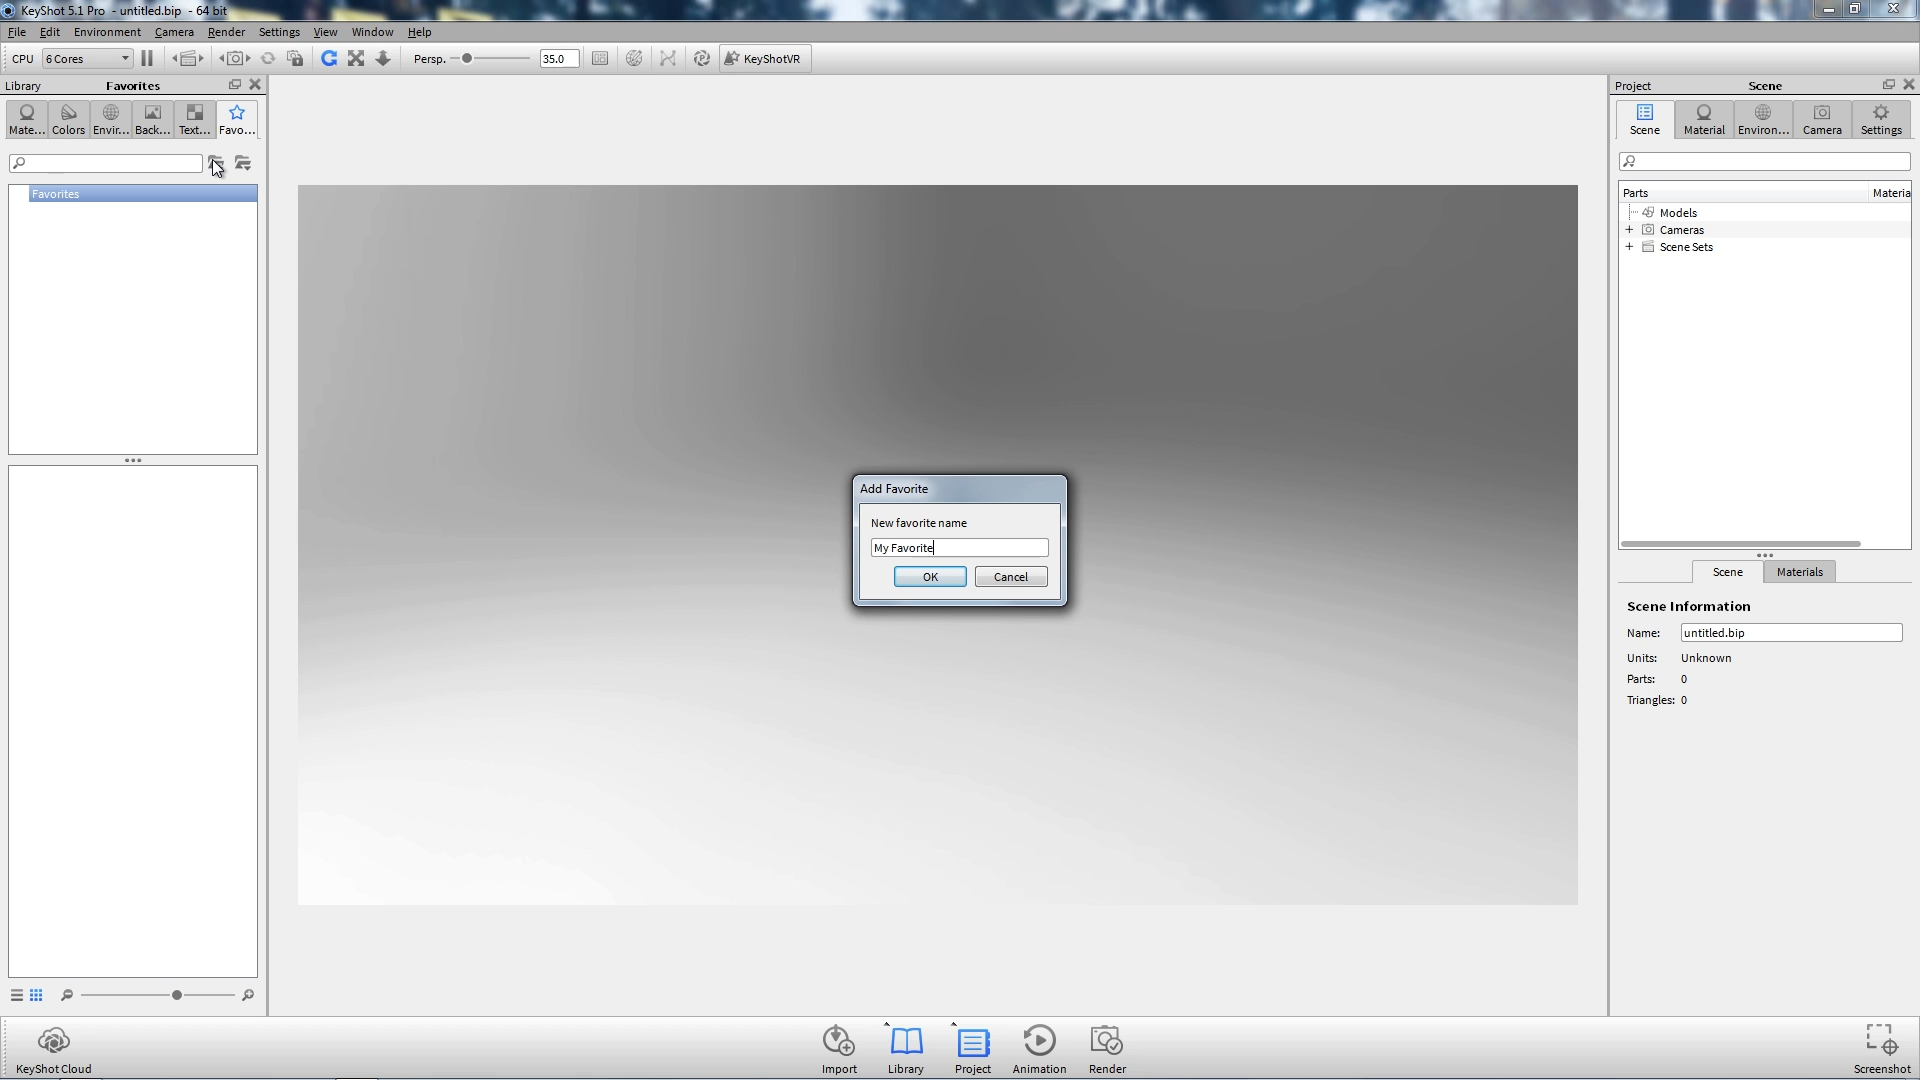 KeyShot 5.1 Pro - untitled.bip - 64 bit
File Edit Environment Camera Render Settings View Window Help
CPU 6 Cores Persp. 35.0 KeyShotVR
Library Favorites
Mate... Colors Envir... Back... Text... Favo...
Favorites
Add Favorite
New favorite name
My Favorite
OK Cancel
Project Scene
Scene Material Environ... Camera Settings
Parts Materia
Models
Cameras
Scene Sets
Scene Materials
Scene Information
Name: untitled.bip
Units: Unknown
Parts: 0
Triangles: 0
KeyShot Cloud Import Library Project Animation Render Screenshot